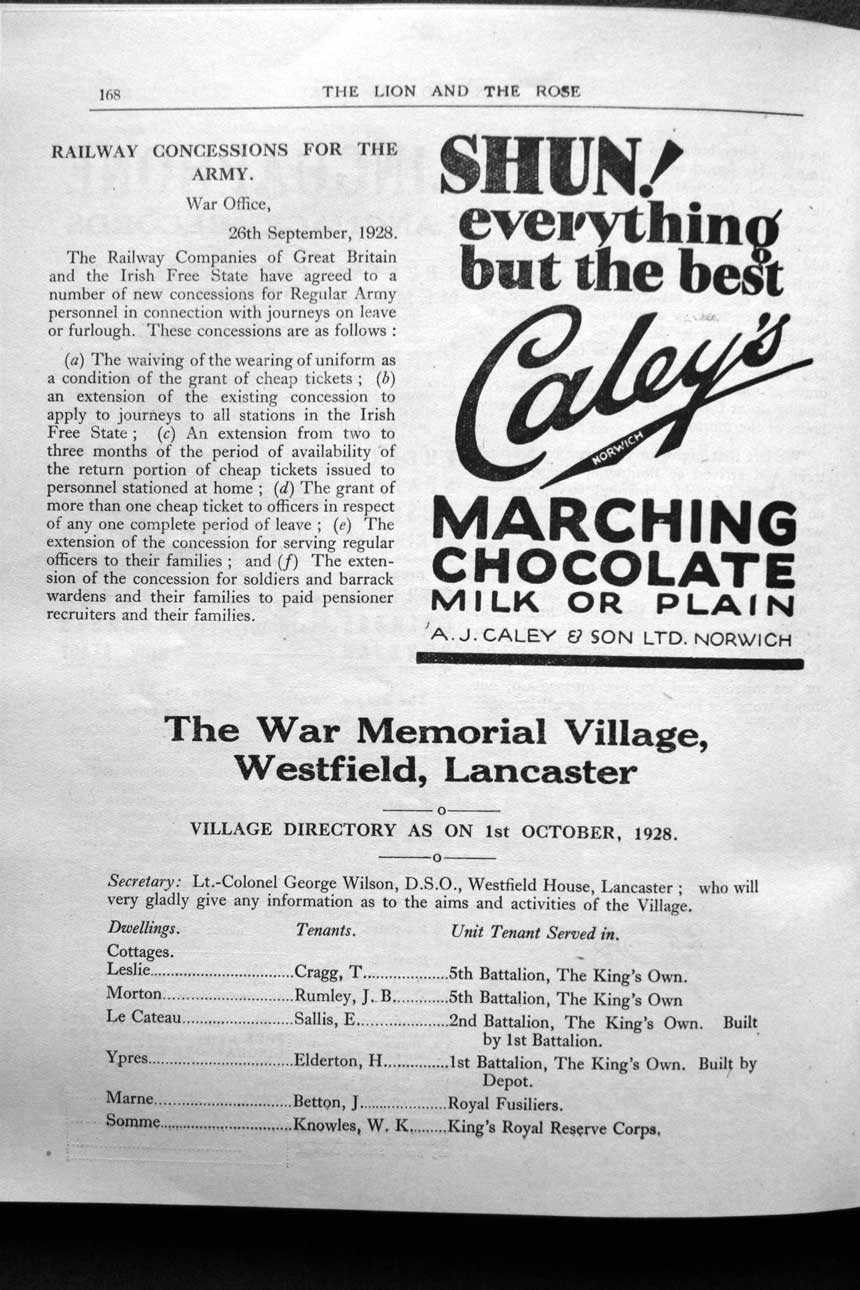 168
THE LION AND THE ROSE
RAILWAY CONCESSIONS FOR THE
ARMY.
War Office,
26th September, 1928.
The Railway Companies of Great Britain
and the Irish Free State have agreed to a
number of new concessions for Regular Army
personnel in connection with journeys on leave
or furlough. These concessions are as follows :
(a) The waiving of the wearing of uniform as
a condition of the grant of cheap tickets ; (b)
an extension of the existing concession to
apply to journeys to all stations in the Irish
Free State ; (c) An extension from two to
three months of the period of availability of
the return portion of cheap tickets issued to
personnel stationed at home ; (d) The grant of
more than one cheap ticket to officers in respect
of any one complete period of leave ; (e) The
extension of the concession for serving regular
officers to their families ; and (f) The exten-
sion of the concession for soldiers and barrack
wardens and their families to paid pensioner
recruiters and their families.
SHUN!
everything
but the best
Caley's
NORWICH
MARCHING
CHOCOLATE
MILK OR PLAIN
A. J. CALEY & SON LTD. NORWICH
The War Memorial Village,
Westfield, Lancaster
o
VILLAGE DIRECTORY AS ON 1st OCTOBER, 1928.
o
Secretary: Lt.-Colonel George Wilson, D.S.O., Westfield House, Lancaster ; who will
very gladly give any information as to the aims and activities of the Village.
Dwellings. Tenants. Unit Tenant Served in.
Cottages.
Leslie..............................Cragg, T...................5th Battalion, The King's Own.
Morton............................Rumley, J. B............5th Battalion, The King's Own
Le Cateau........................Sallis, E....................2nd Battalion, The King's Own. Built
by 1st Battalion.
Ypres...............................Elderton, H..............1st Battalion, The King's Own. Built by
Depot.
Marne..............................Betton, J...................Royal Fusiliers.
Somme............................Knowles, W. K.........King's Royal Reserve Corps.